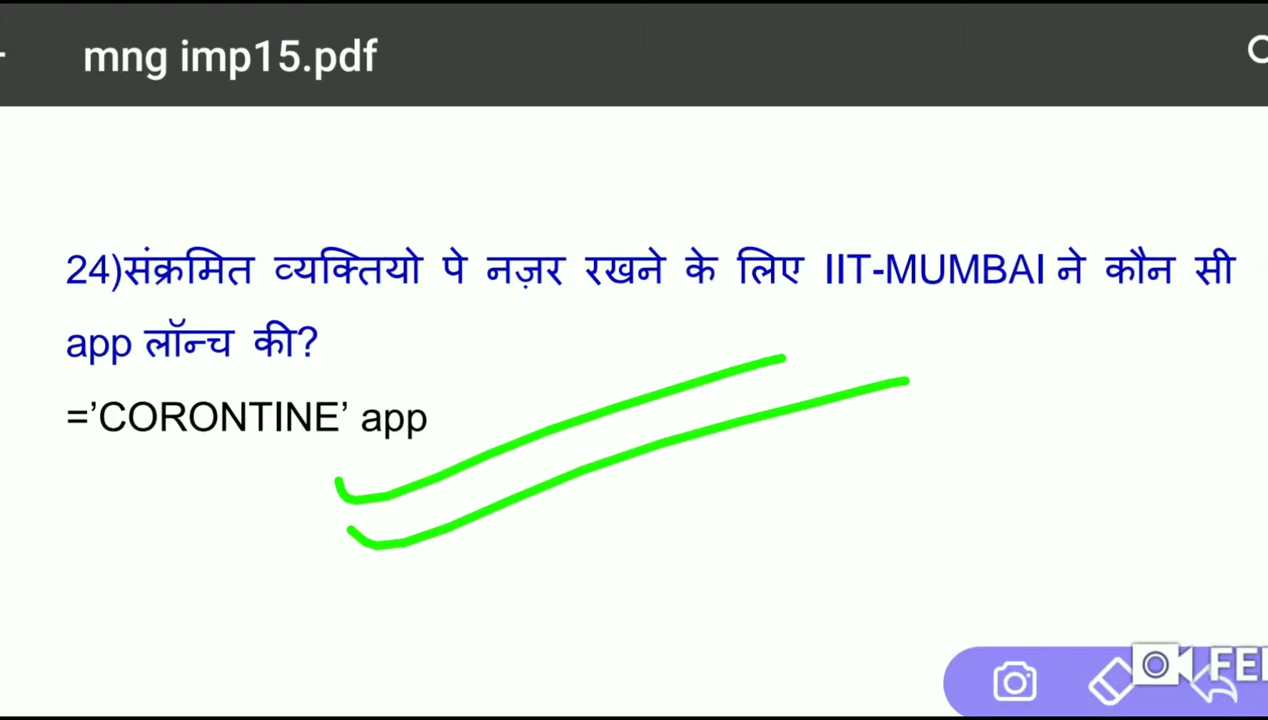 mng imp15.pdf
24)संक्रमित व्यक्तियो पे नज़र रखने के लिए IIT-MUMBAI ने कौन सी
app लॉन्च की?
=’CORONTINE’ app